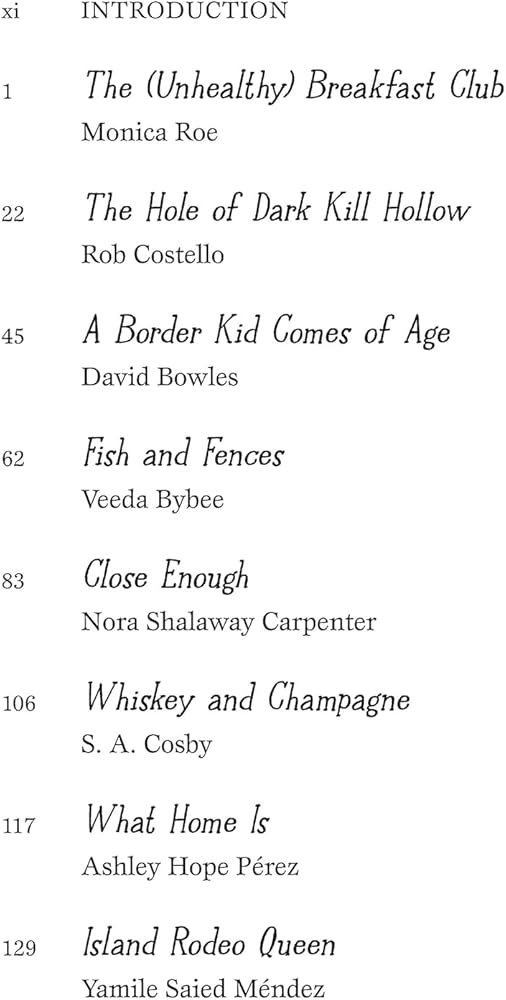 xi INTRODUCTION
1 The (Unhealthy) Breakfast Club
Monica Roe
22 The Hole of Dark Kill Hollow
Rob Costello
45 A Border Kid Comes of Age
David Bowles
62 Fish and Fences
Veeda Bybee
83 Close Enough
Nora Shalaway Carpenter
106 Whiskey and Champagne
S. A. Cosby
117 What Home Is
Ashley Hope Pérez
129 Island Rodeo Queen
Yamile Saied Méndez